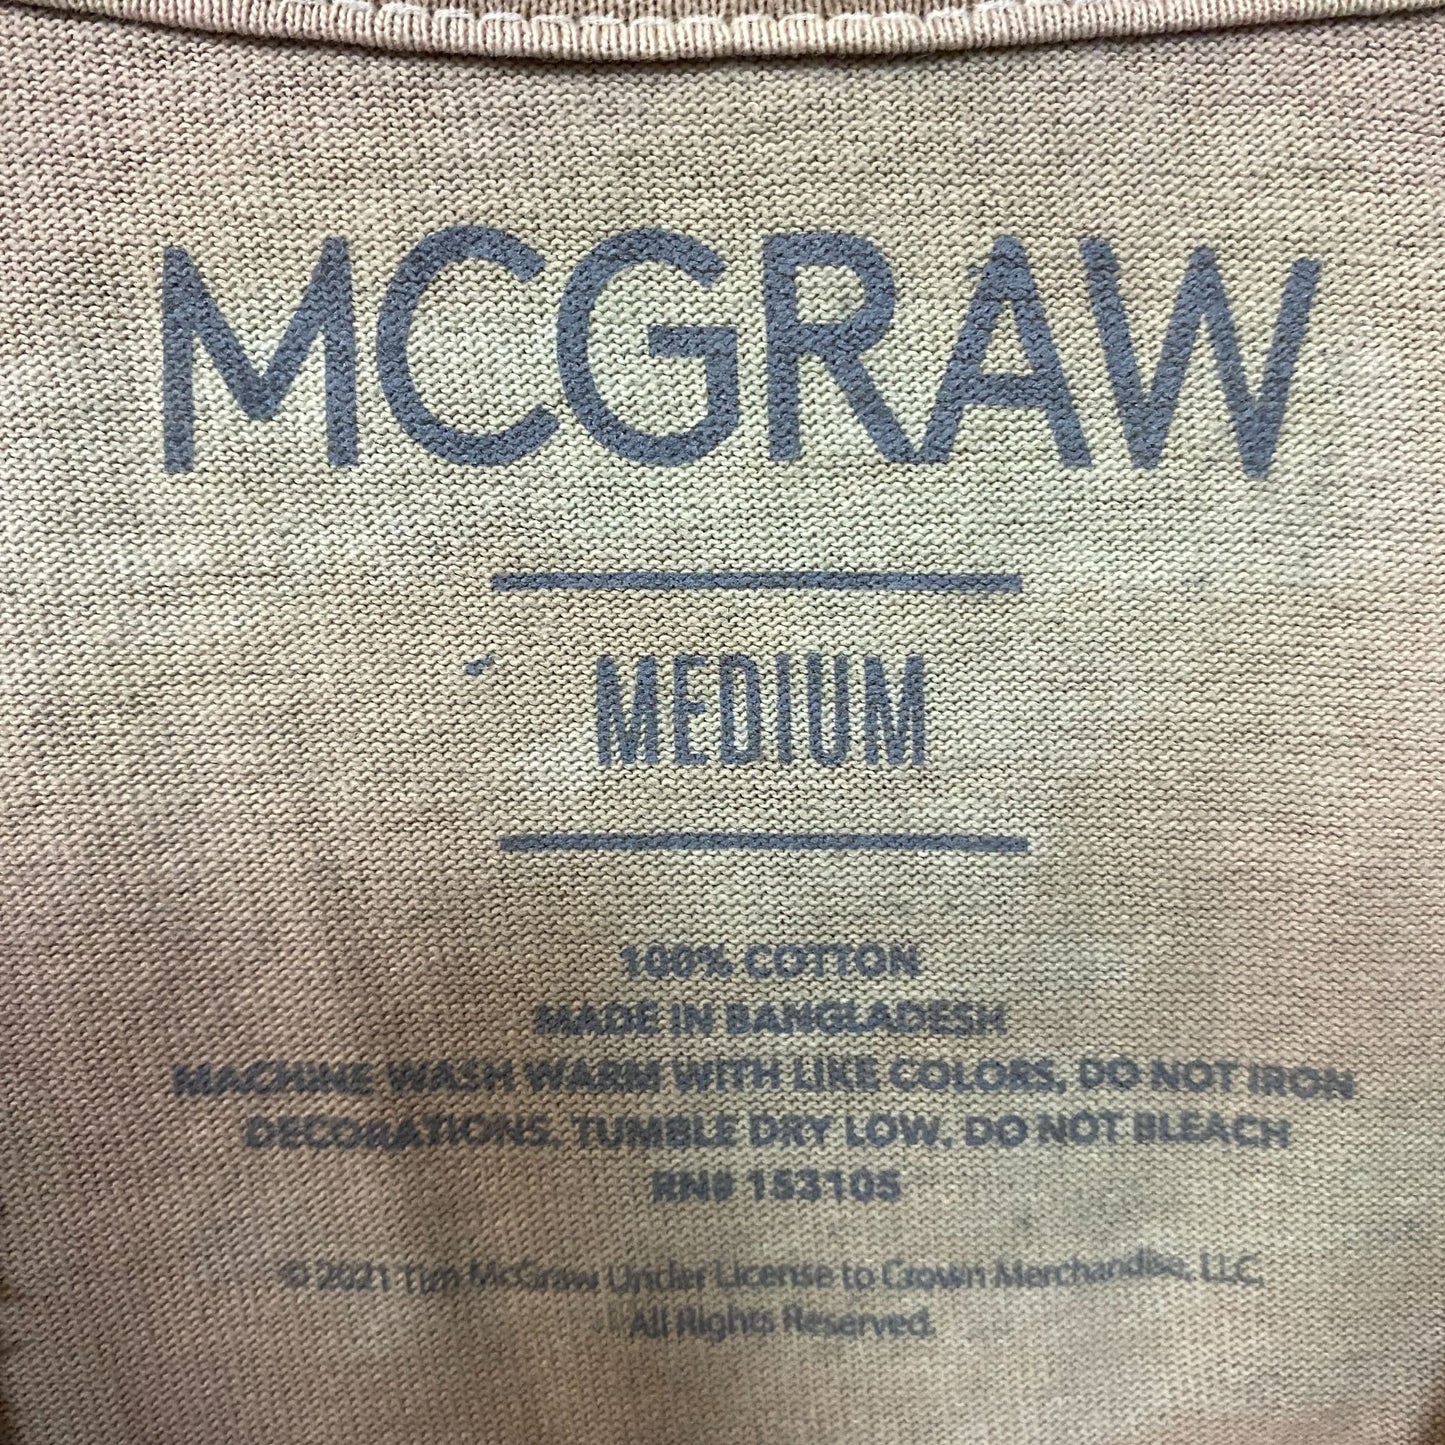 MCGRAW
MEDIUM
100% COTTON
MADE IN BANGLADESH
MACHINE WASH WARM WITH LIKE COLORS, DO NOT IRON
DECORATIONS, TUMBLE DRY LOW, DO NOT BLEACH
RN# 153105
© 2021 Tim McGraw Under License to Crown Merchandise, LLC,
All Rights Reserved.